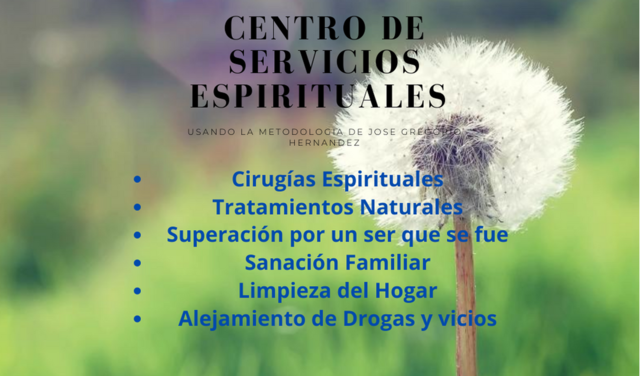 CENTRO DE
SERVICIOS
ESPIRITUALES
USANDO LA METODOLOGÍA DE JOSE GREGORIO
HERNANDEZ
• Cirugías Espirituales
• Tratamientos Naturales
• Superación por un ser que se fue
• Sanación Familiar
• Limpieza del Hogar
• Alejamiento de Drogas y vicios